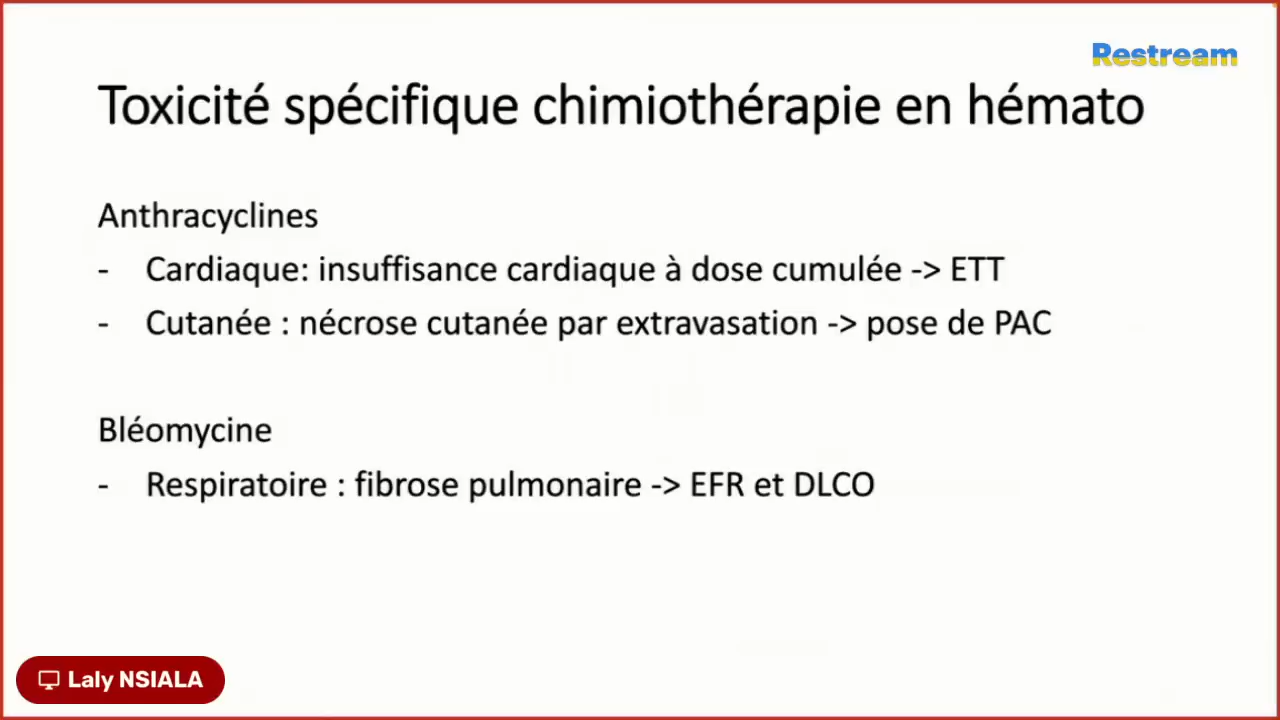 Restream
Toxicité spécifique chimiothérapie en hémato
Anthracyclines
- Cardiaque: insuffisance cardiaque à dose cumulée -> ETT
- Cutanée : nécrose cutanée par extravasation -> pose de PAC
Bléomycine
- Respiratoire : fibrose pulmonaire -> EFR et DLCO
Laly NSIALA